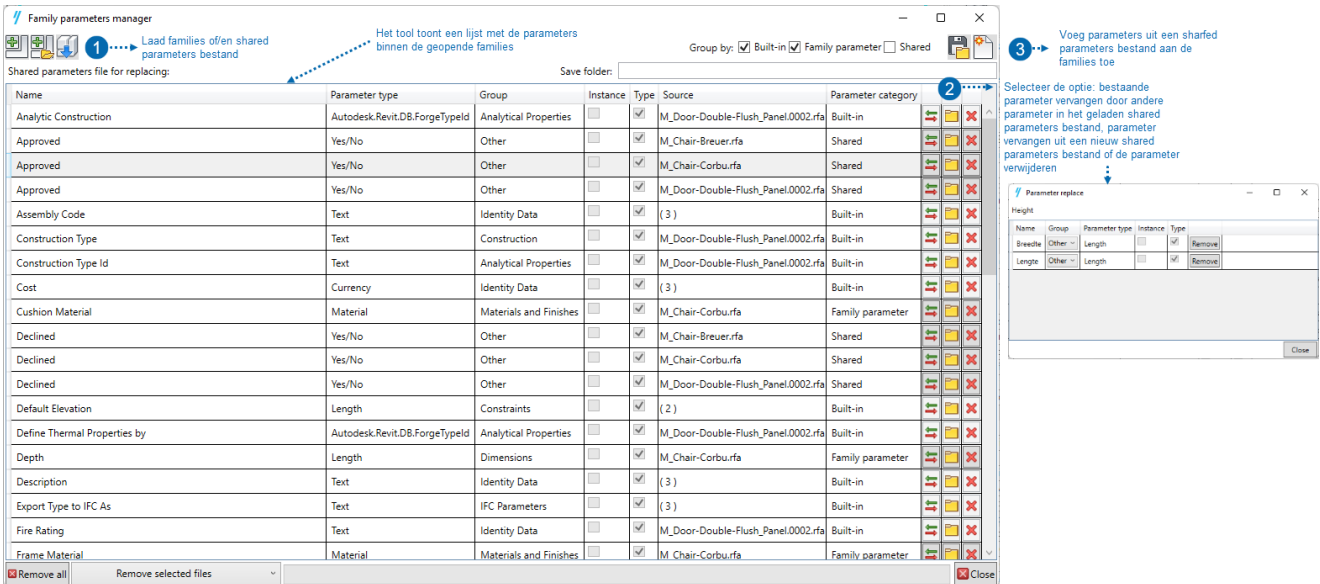 Family parameters manager
1
Laad families of/en shared
parameters bestand
Het tool toont een lijst met de parameters
binnen de geopende families
Group by: Built-in Family parameter Shared
3
Voeg parameters uit een sharfed
parameters bestand aan de
families toe
Shared parameters file for replacing:
Save folder:
2
Selecteer de optie: bestaande
parameter vervangen door andere
parameter in het geladen shared
parameters bestand, parameter
vervangen uit een nieuw shared
parameters bestand of de parameter
verwijderen
Name Parameter type Group Instance Type Source Parameter category
Analytic Construction Autodesk.Revit.DB.ForgeTypeId Analytical Properties M_Door-Double-Flush_Panel.0002.rfa Built-in
Approved Yes/No Other M_Chair-Breuer.rfa Shared
Approved Yes/No Other M_Chair-Corbu.rfa Shared
Approved Yes/No Other M_Door-Double-Flush_Panel.0002.rfa Shared
Assembly Code Text Identity Data ( 3 ) Built-in
Construction Type Text Construction M_Door-Double-Flush_Panel.0002.rfa Built-in
Construction Type Id Text Analytical Properties M_Door-Double-Flush_Panel.0002.rfa Built-in
Cost Currency Identity Data ( 3 ) Built-in
Cushion Material Material Materials and Finishes M_Chair-Corbu.rfa Family parameter
Declined Yes/No Other M_Chair-Breuer.rfa Shared
Declined Yes/No Other M_Chair-Corbu.rfa Shared
Declined Yes/No Other M_Door-Double-Flush_Panel.0002.rfa Shared
Default Elevation Length Constraints ( 2 ) Built-in
Define Thermal Properties by Autodesk.Revit.DB.ForgeTypeId Analytical Properties M_Door-Double-Flush_Panel.0002.rfa Built-in
Depth Length Dimensions M_Chair-Corbu.rfa Family parameter
Description Text Identity Data ( 3 ) Built-in
Export Type to IFC As Text IFC Parameters ( 3 ) Built-in
Fire Rating Text Identity Data M_Door-Double-Flush_Panel.0002.rfa Built-in
Frame Material Material Materials and Finishes M_Chair-Corbu.rfa Family parameter
Remove all Remove selected files Close
Parameter replace
Height
Name Group Parameter type Instance Type
Breedte Other Length Remove
Lengte Other Length Remove
Close